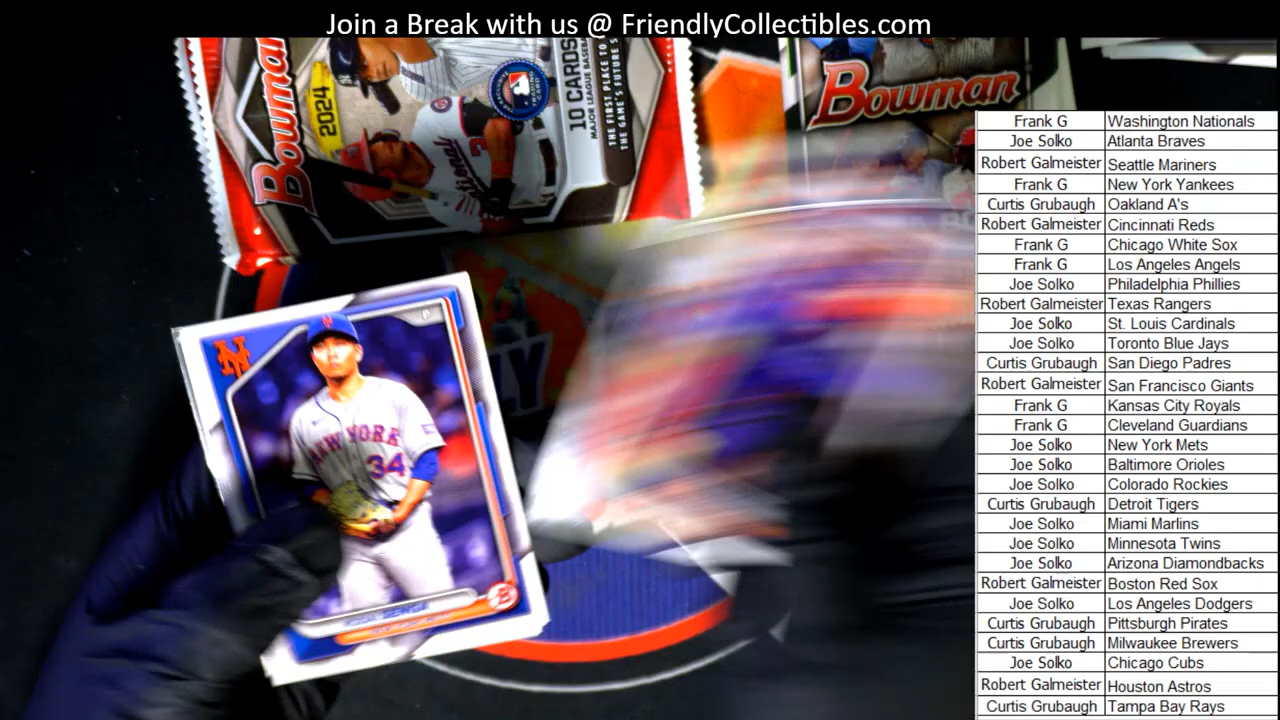 Join a Break with us @ FriendlyCollectibles.com
Bowman
2024
10 CARDS
MAJOR LEAGUE BASEBALL
THE FIRST PLACE TO
THE GAME'S FUTURE S
Bowman
NEW YORK
34
Frank G Washington Nationals
Joe Solko Atlanta Braves
Robert Galmeister Seattle Mariners
Frank G New York Yankees
Curtis Grubaugh Oakland A's
Robert Galmeister Cincinnati Reds
Frank G Chicago White Sox
Frank G Los Angeles Angels
Joe Solko Philadelphia Phillies
Robert Galmeister Texas Rangers
Joe Solko St. Louis Cardinals
Joe Solko Toronto Blue Jays
Curtis Grubaugh San Diego Padres
Robert Galmeister San Francisco Giants
Frank G Kansas City Royals
Frank G Cleveland Guardians
Joe Solko New York Mets
Joe Solko Baltimore Orioles
Joe Solko Colorado Rockies
Curtis Grubaugh Detroit Tigers
Joe Solko Miami Marlins
Joe Solko Minnesota Twins
Joe Solko Arizona Diamondbacks
Robert Galmeister Boston Red Sox
Joe Solko Los Angeles Dodgers
Curtis Grubaugh Pittsburgh Pirates
Curtis Grubaugh Milwaukee Brewers
Joe Solko Chicago Cubs
Robert Galmeister Houston Astros
Curtis Grubaugh Tampa Bay Rays